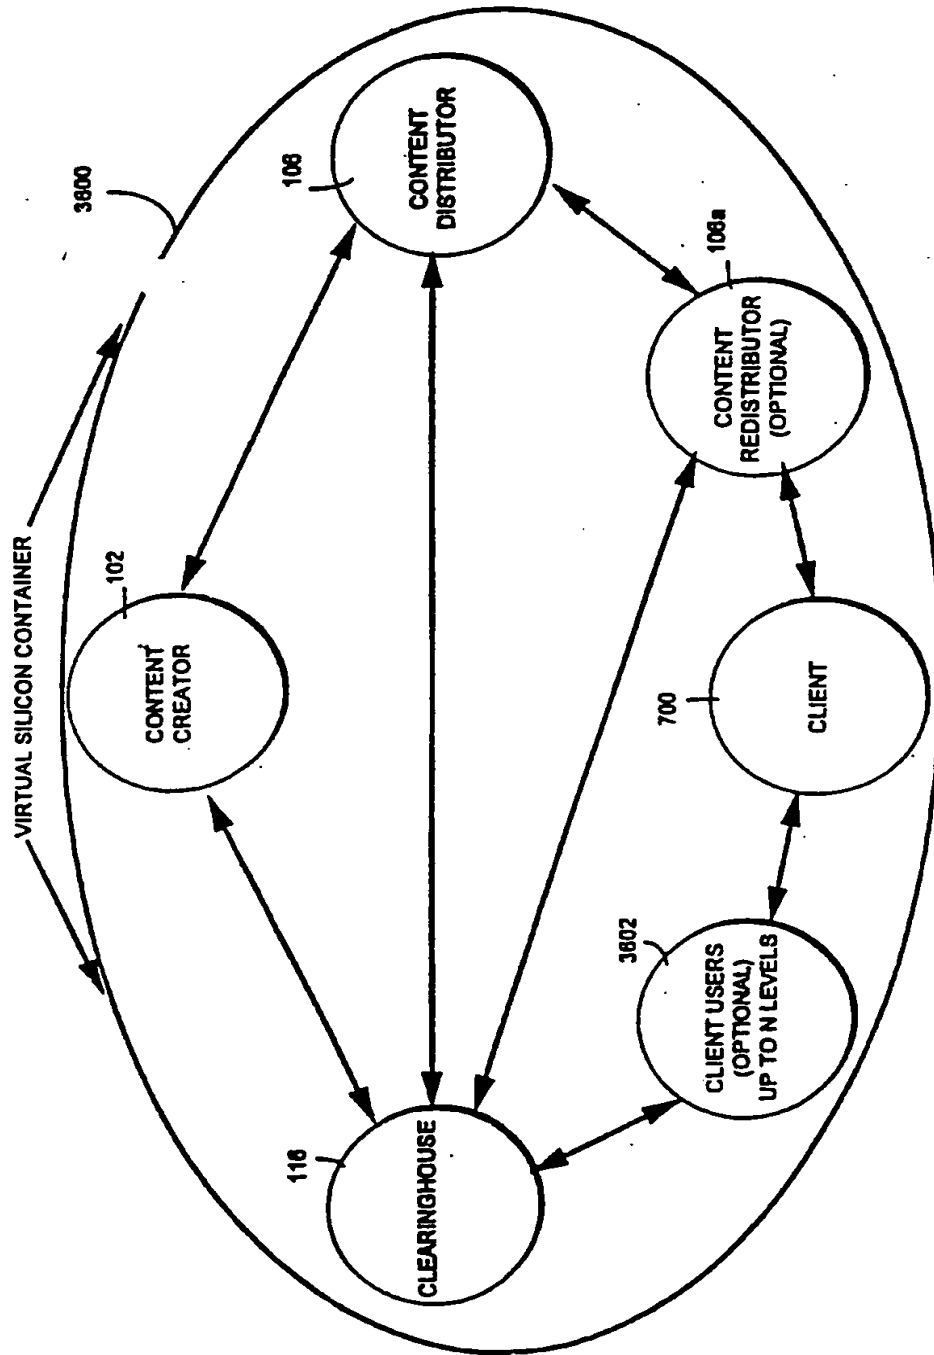 VIRTUAL SILICON CONTAINER
3600
102
CONTENT
CREATOR
106
CONTENT
DISTRIBUTOR
106a
CONTENT
REDISTRIBUTOR
(OPTIONAL)
700
CLIENT
3602
CLIENT USERS
(OPTIONAL)
UP TO N LEVELS
116
CLEARINGHOUSE